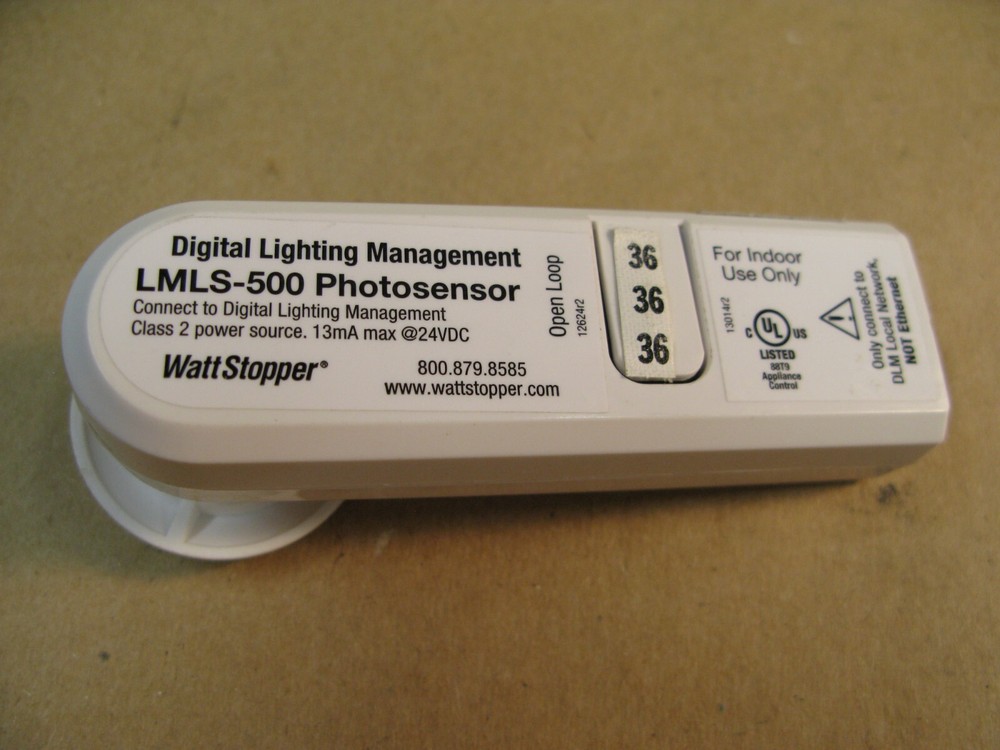 Digital Lighting Management
LMLS-500 Photosensor
Connect to Digital Lighting Management
Class 2 power source. 13mA max @24VDC
WattStopper®
800.879.8585
www.wattstopper.com
Open Loop
12624r2
36
36
36
For Indoor
Use Only
13014r2
c UL US
LISTED
88T9
Appliance
Control
Only connect to
DLM Local Network,
NOT Ethernet